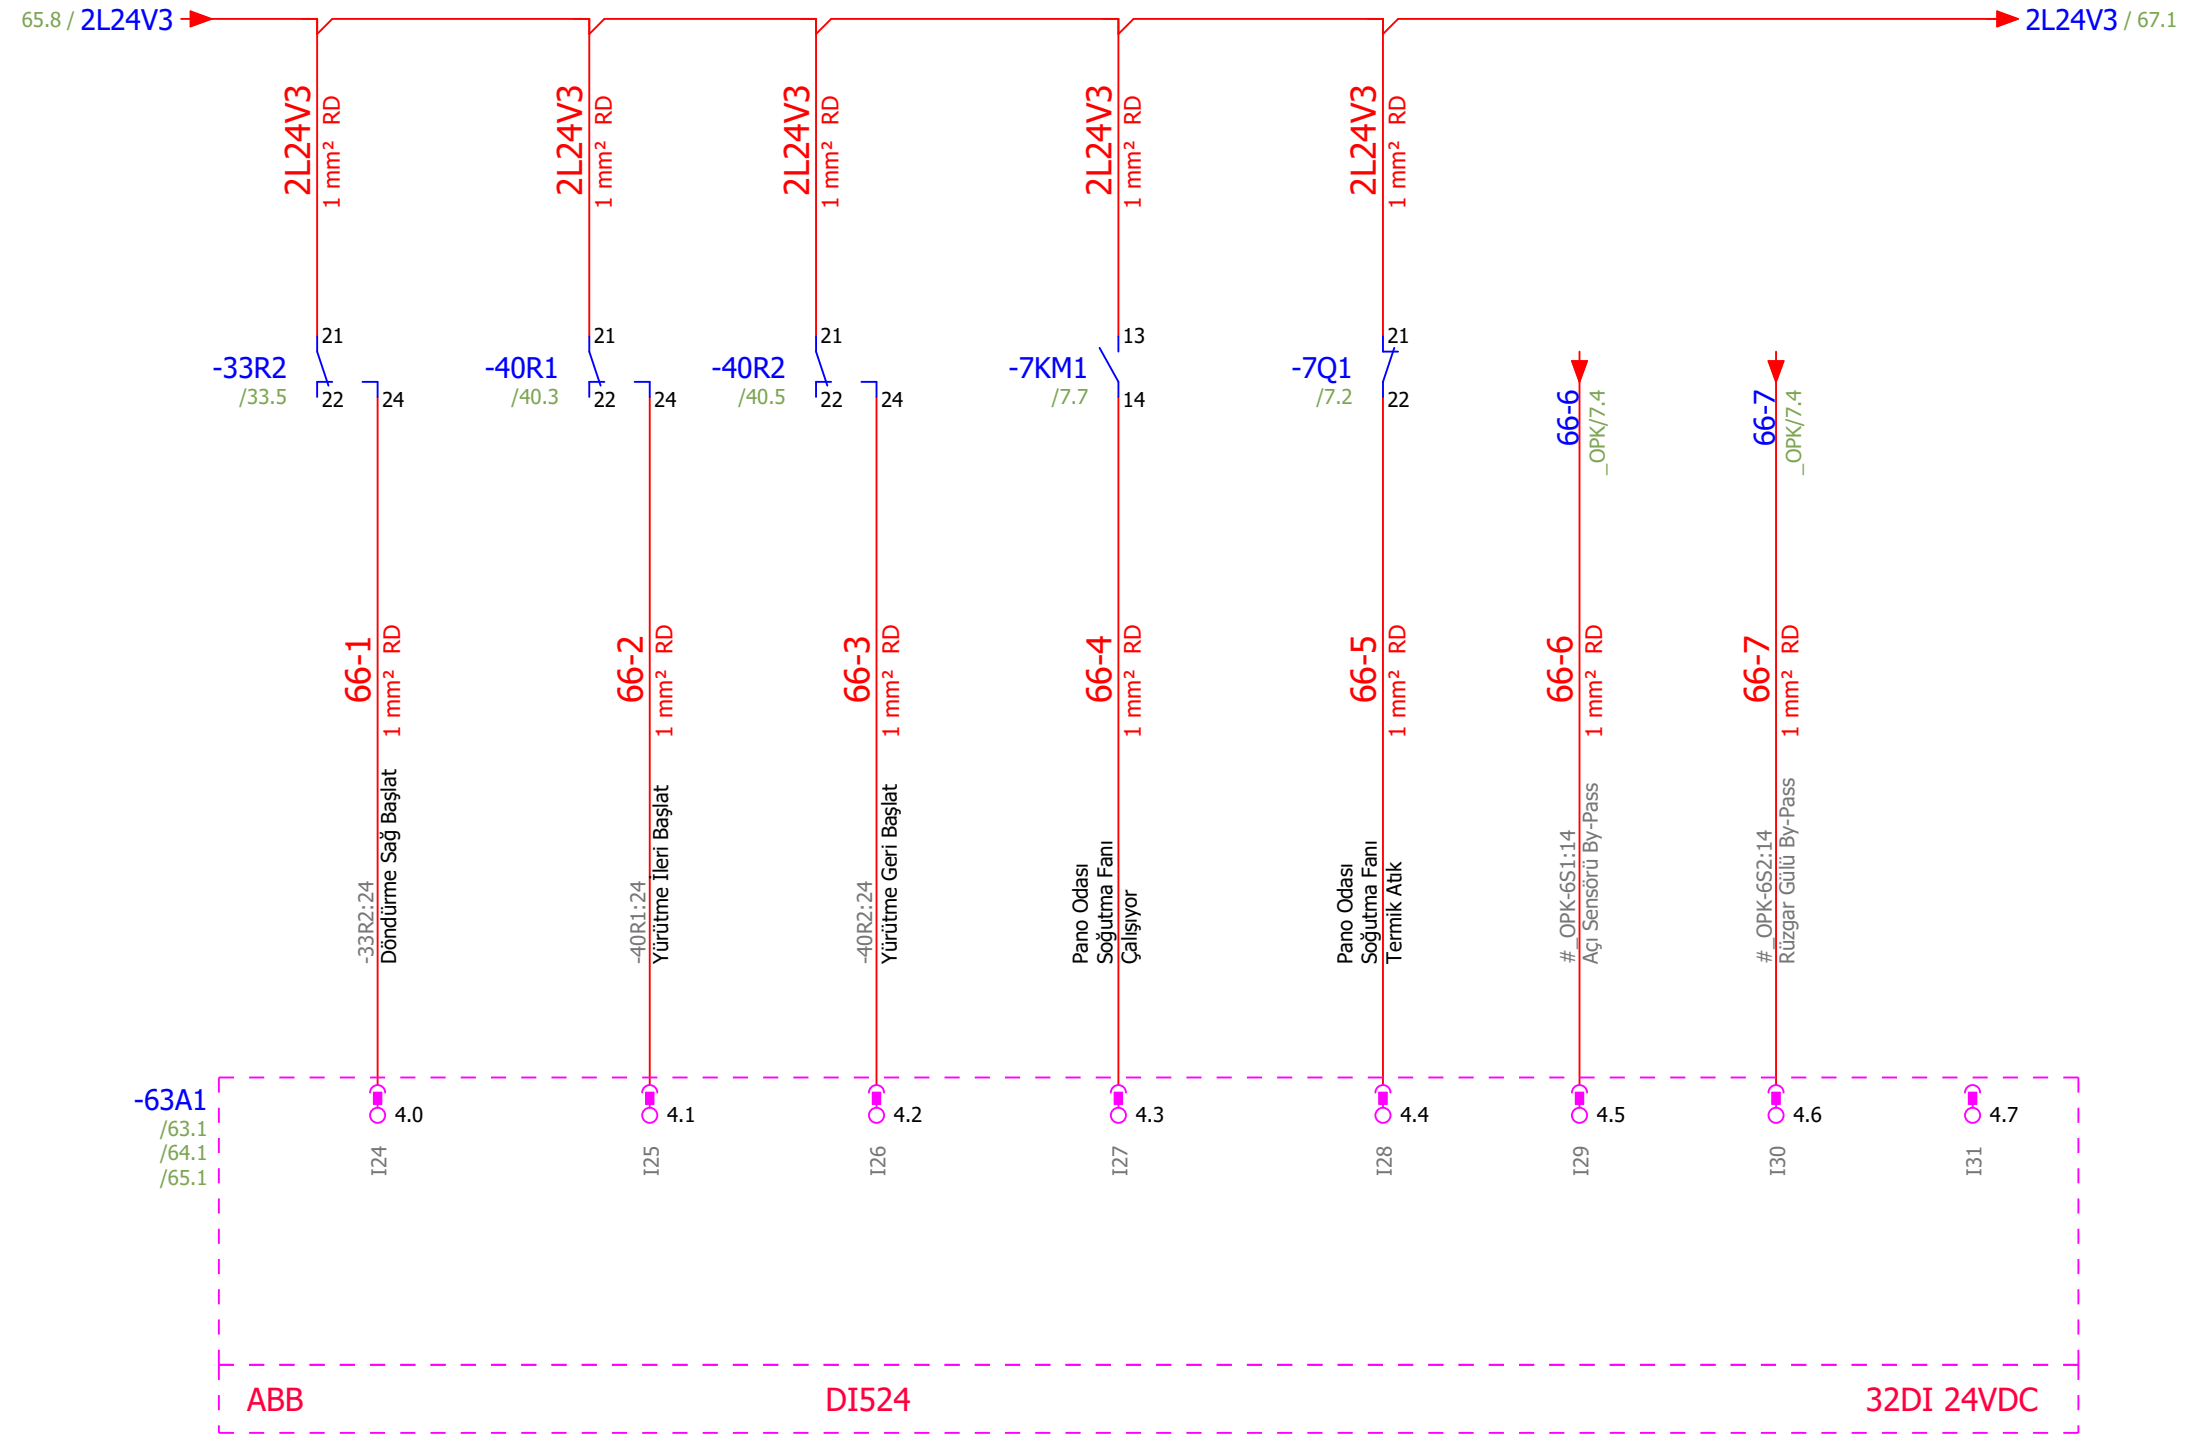 65.8 / 2L24V3
2L24V3 / 67.1
2L24V3
1 mm² RD
2L24V3
1 mm² RD
2L24V3
1 mm² RD
2L24V3
1 mm² RD
2L24V3
1 mm² RD
-33R2
/33.5
21
22
24
-40R1
/40.3
21
22
24
-40R2
/40.5
21
22
24
-7KM1
/7.7
13
14
-7Q1
/7.2
21
22
66-6
_OPK/7.4
66-7
_OPK/7.4
66-1
1 mm² RD
66-2
1 mm² RD
66-3
1 mm² RD
66-4
1 mm² RD
66-5
1 mm² RD
66-6
1 mm² RD
66-7
1 mm² RD
-33R2:24
Döndürme Sağ Başlat
-40R1:24
Yürütme İleri Başlat
-40R2:24
Yürütme Geri Başlat
Pano Odası
Soğutma Fanı
Çalışıyor
Pano Odası
Soğutma Fanı
Termik Atık
#_OPK-6S1:14
Açı Sensörü By-Pass
#_OPK-6S2:14
Rüzgar Gülü By-Pass
-63A1
/63.1
/64.1
/65.1
4.0
4.1
4.2
4.3
4.4
4.5
4.6
4.7
I24
I25
I26
I27
I28
I29
I30
I31
ABB
DI524
32DI 24VDC